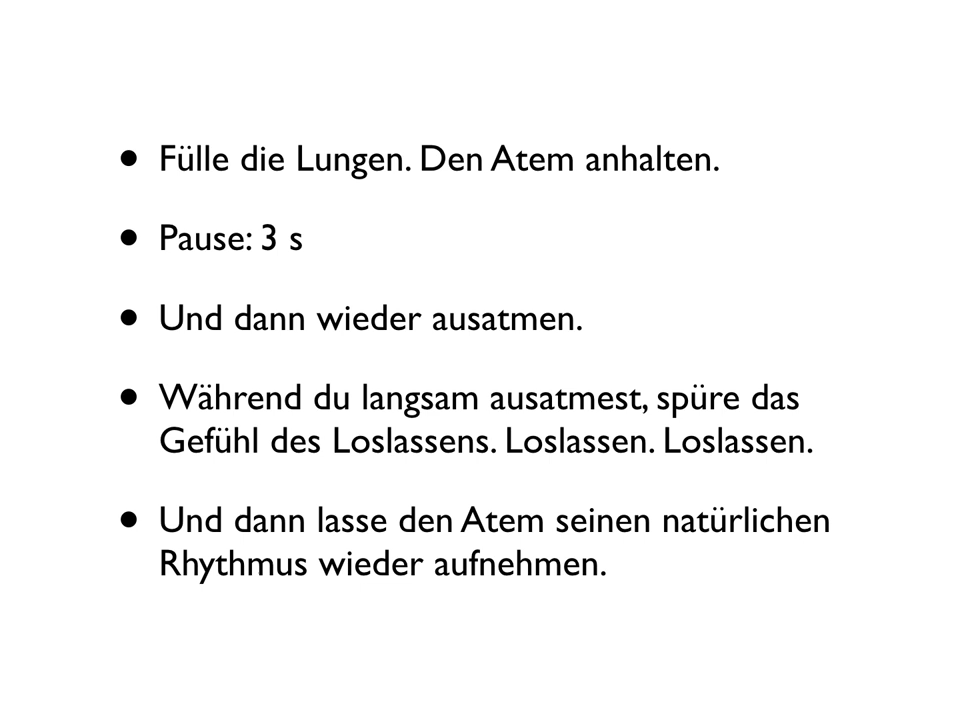 • Fülle die Lungen. Den Atem anhalten.
• Pause: 3 s
• Und dann wieder ausatmen.
• Während du langsam ausatmest, spüre das
Gefühl des Loslassens. Loslassen. Loslassen.
• Und dann lasse den Atem seinen natürlichen
Rhythmus wieder aufnehmen.